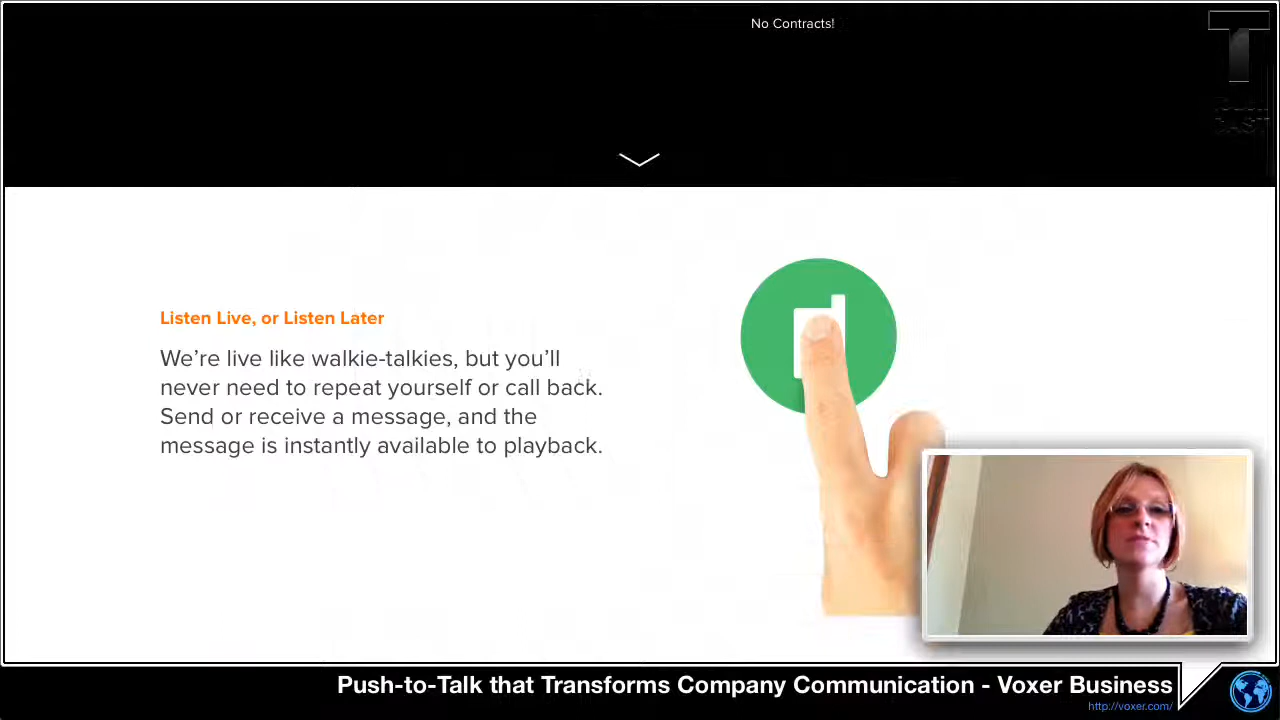 No Contracts!
Listen Live, or Listen Later
We’re live like walkie-talkies, but you’ll
never need to repeat yourself or call back.
Send or receive a message, and the
message is instantly available to playback.
Push-to-Talk that Transforms Company Communication - Voxer Business
http://voxer.com/